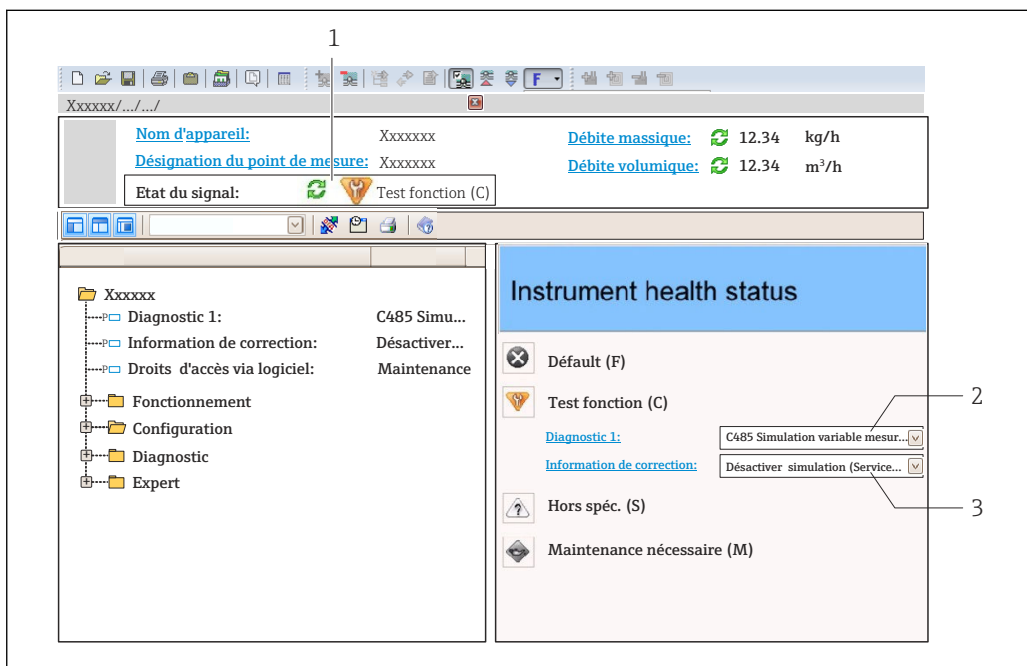 1
F
Xxxxxx/.../.../
Nom d'appareil: Xxxxxxx Débite massique: 12.34 kg/h
Désignation du point de mesure: Xxxxxxx Débite volumique: 12.34 m³/h
Etat du signal: Test fonction (C)
Xxxxxx
P Diagnostic 1: C485 Simu...
P Information de correction: Désactiver...
P Droits d'accès via logiciel: Maintenance
Fonctionnement
Configuration
Diagnostic
Expert
Instrument health status
Défault (F)
Test fonction (C)
2
Diagnostic 1: C485 Simulation variable mesur...
Information de correction: Désactiver simulation (Service...
Hors spéc. (S)
3
Maintenance nécessaire (M)